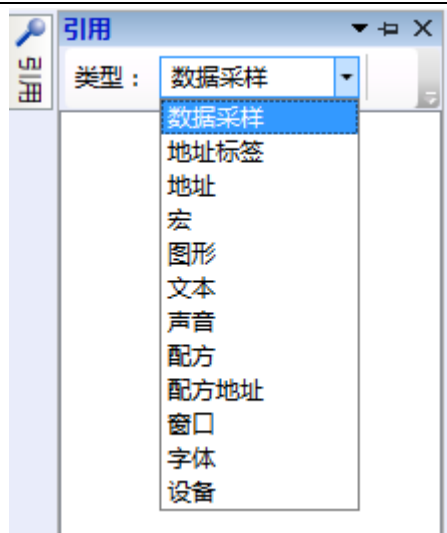 引用
引用
类型： 数据采样
数据采样
地址标签
地址
宏
图形
文本
声音
配方
配方地址
窗口
字体
设备